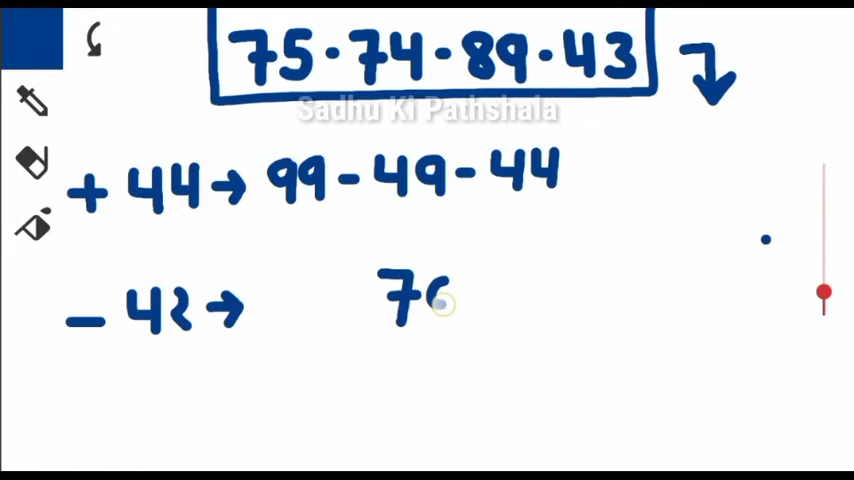 75·74·89·43
Sadhu Ki Pathshala
+ 44 → 99 - 49 - 44
- 42 →